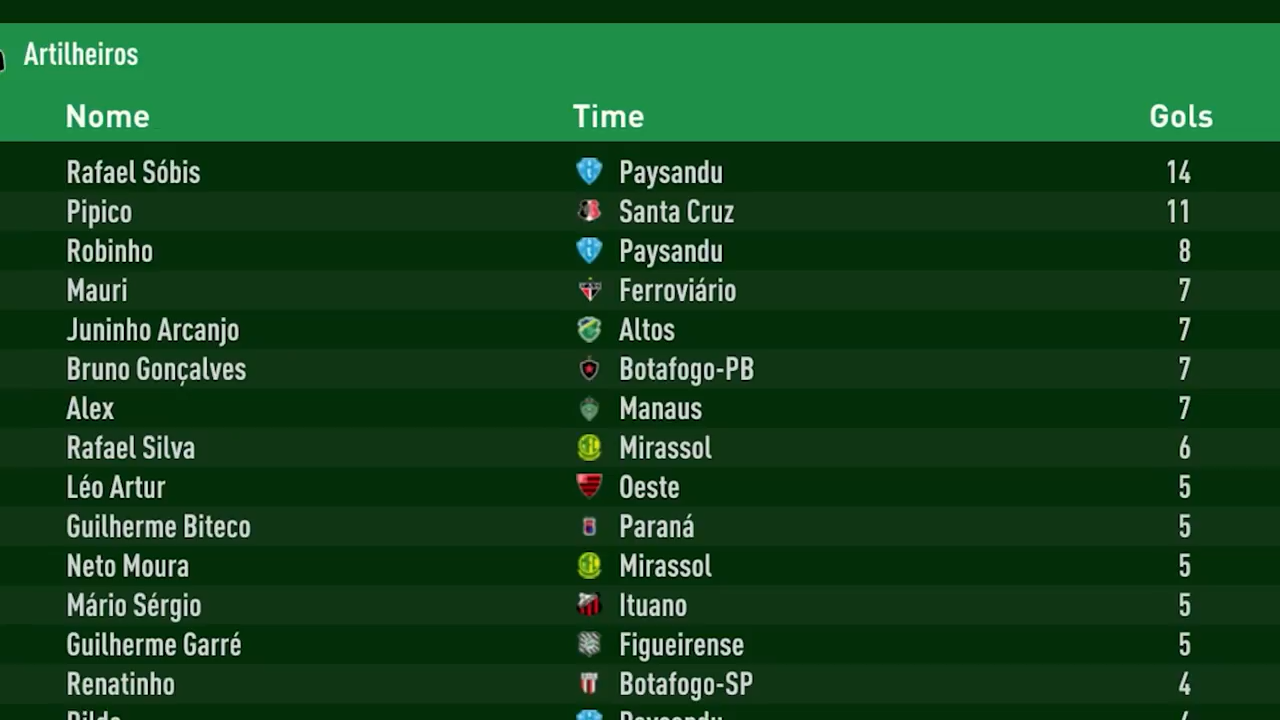 Artilheiros
Nome Time Gols
Rafael Sóbis Paysandu 14
Pipico Santa Cruz 11
Robinho Paysandu 8
Mauri Ferroviário 7
Juninho Arcanjo Altos 7
Bruno Gonçalves Botafogo-PB 7
Alex Manaus 7
Rafael Silva Mirassol 6
Léo Artur Oeste 5
Guilherme Biteco Paraná 5
Neto Moura Mirassol 5
Mário Sérgio Ituano 5
Guilherme Garré Figueirense 5
Renatinho Botafogo-SP 4
Paysandu